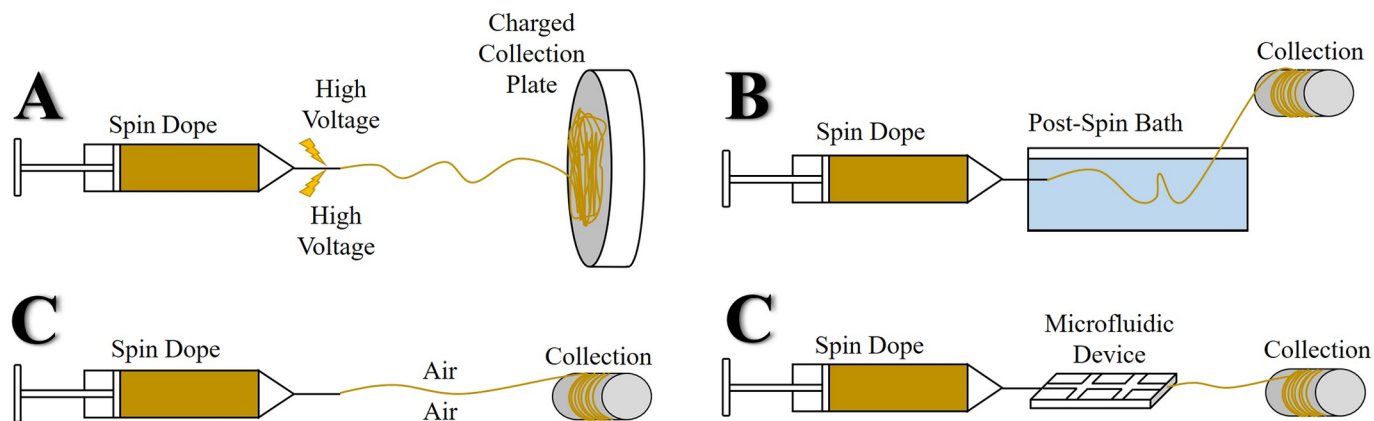 A
Spin Dope
High
Voltage
High
Voltage
Charged
Collection
Plate
B
Spin Dope
Post-Spin Bath
Collection
C
Spin Dope
Air
Air
Collection
C
Spin Dope
Microfluidic
Device
Collection